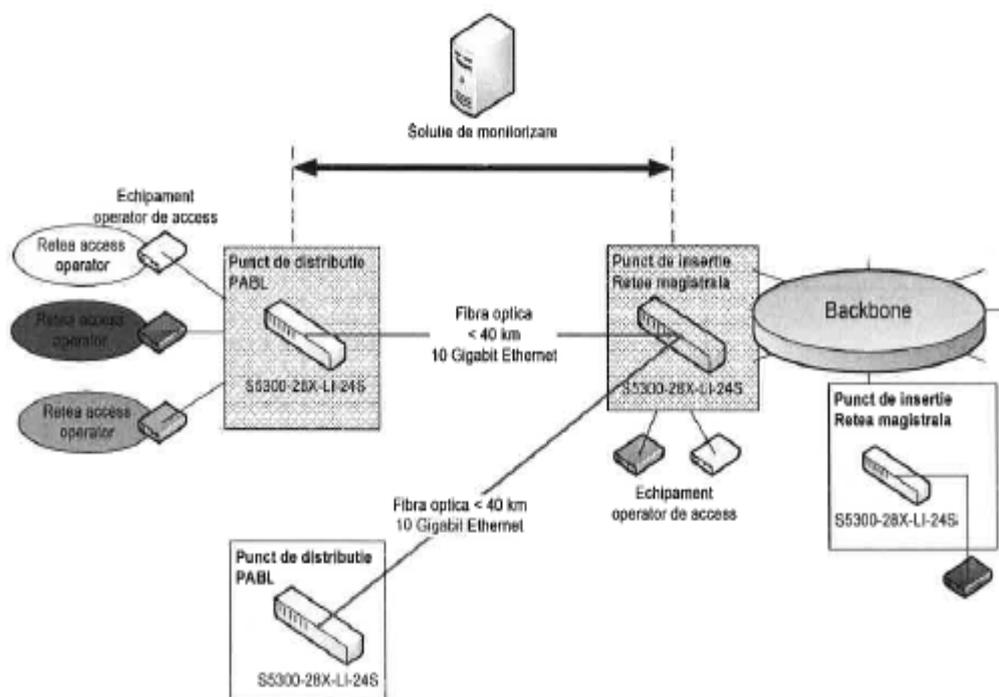 Solutie de monitorizare
Echipament
operator de access
Retea access
operator
Retea access
operator
Retea access
operator
Punct de distributie
PABL
S5300-28X-LI-24S
Fibra optica
< 40 km
10 Gigabit Ethernet
Punct de insertie
Retee magistrala
S5300-28X-LI-24S
Backbone
Punct de insertie
Retea magistrala
S5300-28X-LI-24S
Echipament
operator de access
Fibra optica < 40 km
10 Gigabit Ethernet
Punct de distributie
PABL
S5300-28X-LI-24S